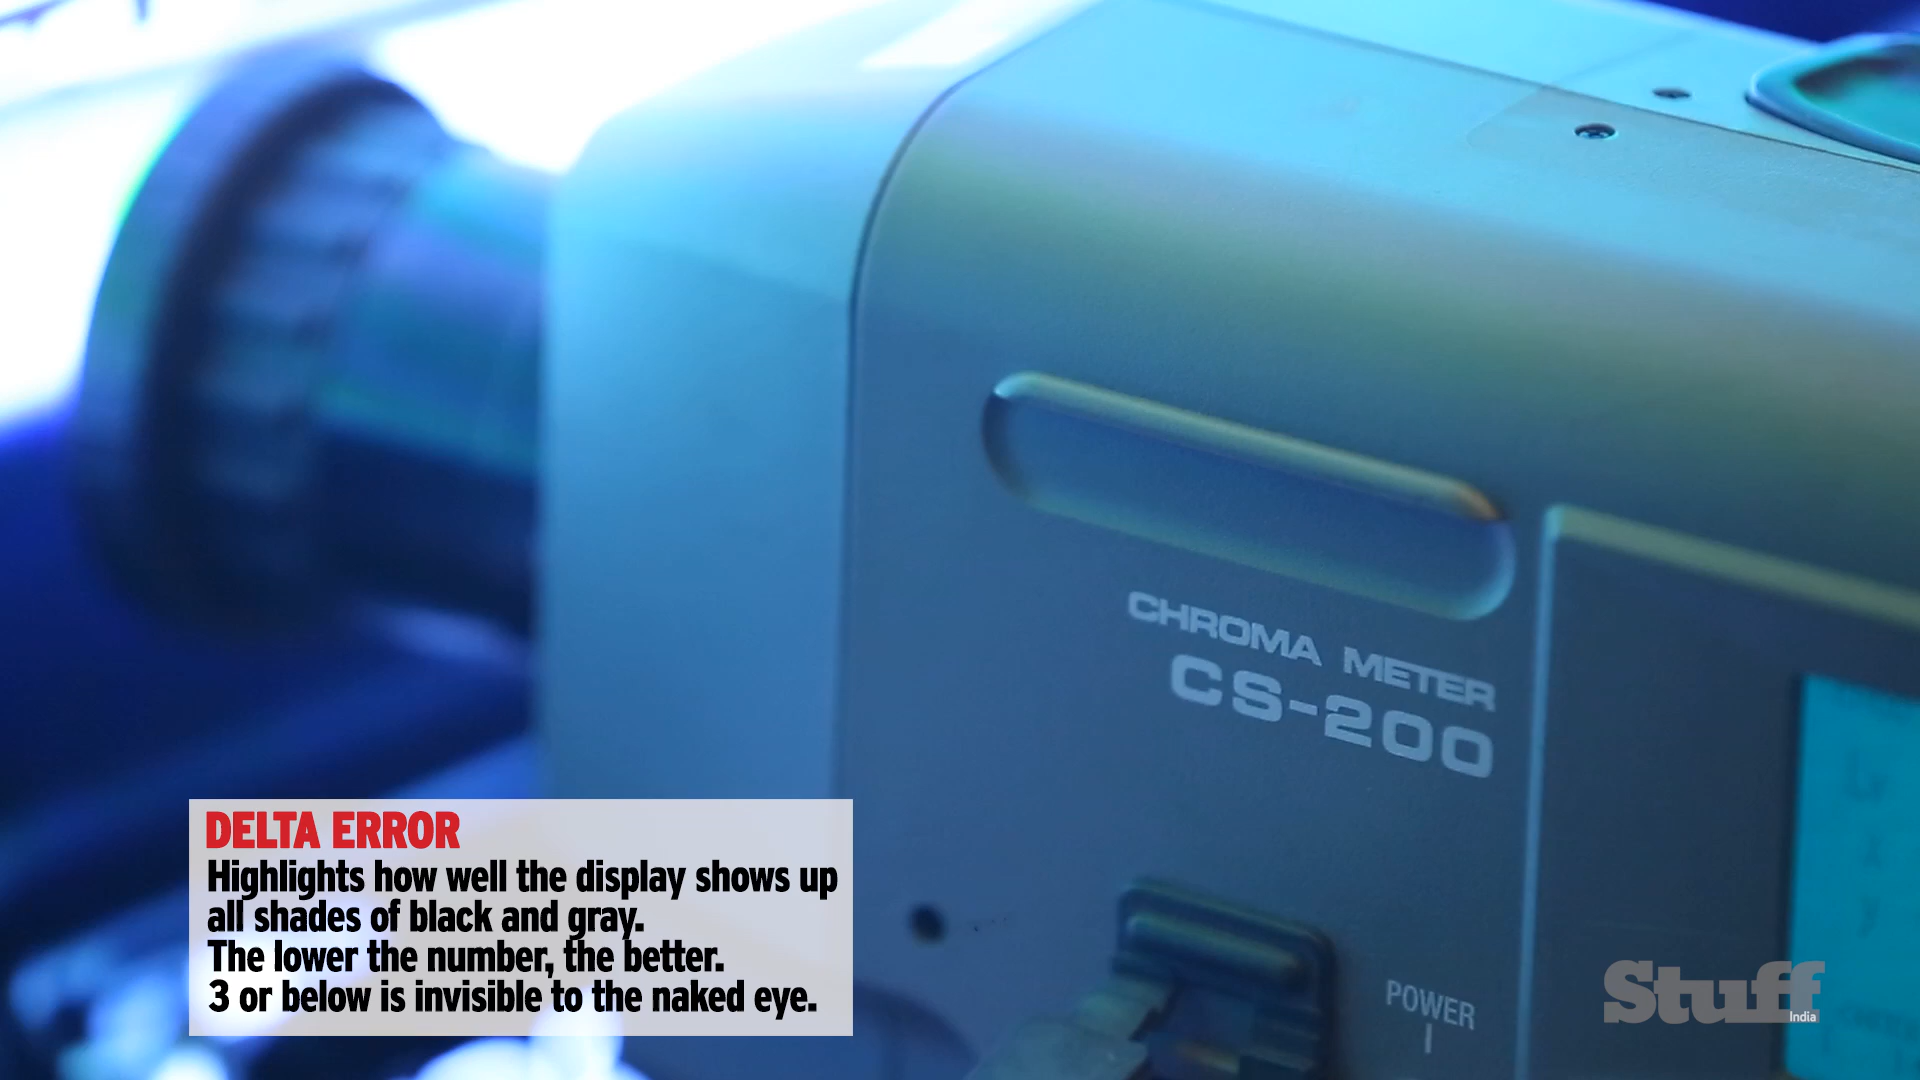 CHROMA METER
CS-200
DELTA ERROR
Highlights how well the display shows up
all shades of black and gray.
The lower the number, the better.
3 or below is invisible to the naked eye.
POWER
I
Stuff
India